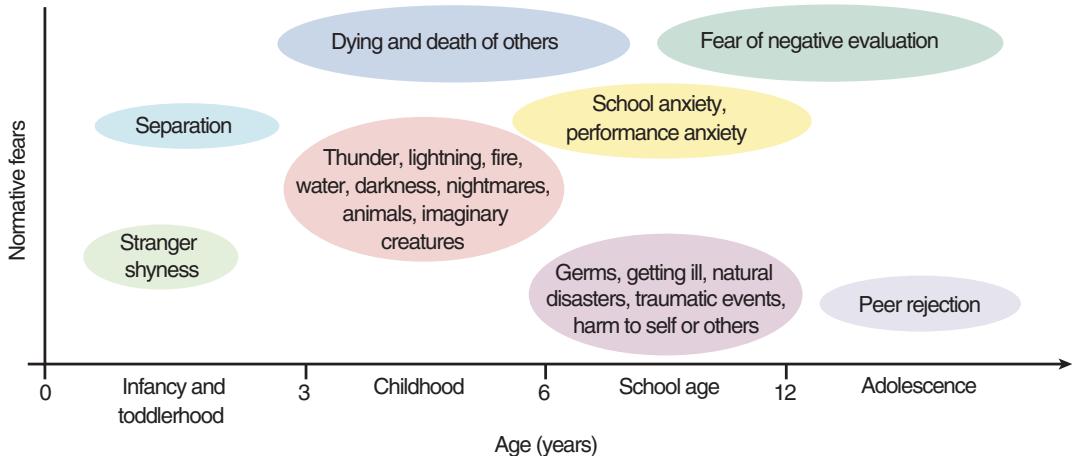 Normative fears
Dying and death of others
Fear of negative evaluation
Separation
School anxiety,
performance anxiety
Thunder, lightning, fire,
water, darkness, nightmares,
animals, imaginary
creatures
Stranger
shyness
Germs, getting ill, natural
disasters, traumatic events,
harm to self or others
Peer rejection
0
Infancy and
toddlerhood
3
Childhood
6
School age
12
Adolescence
Age (years)